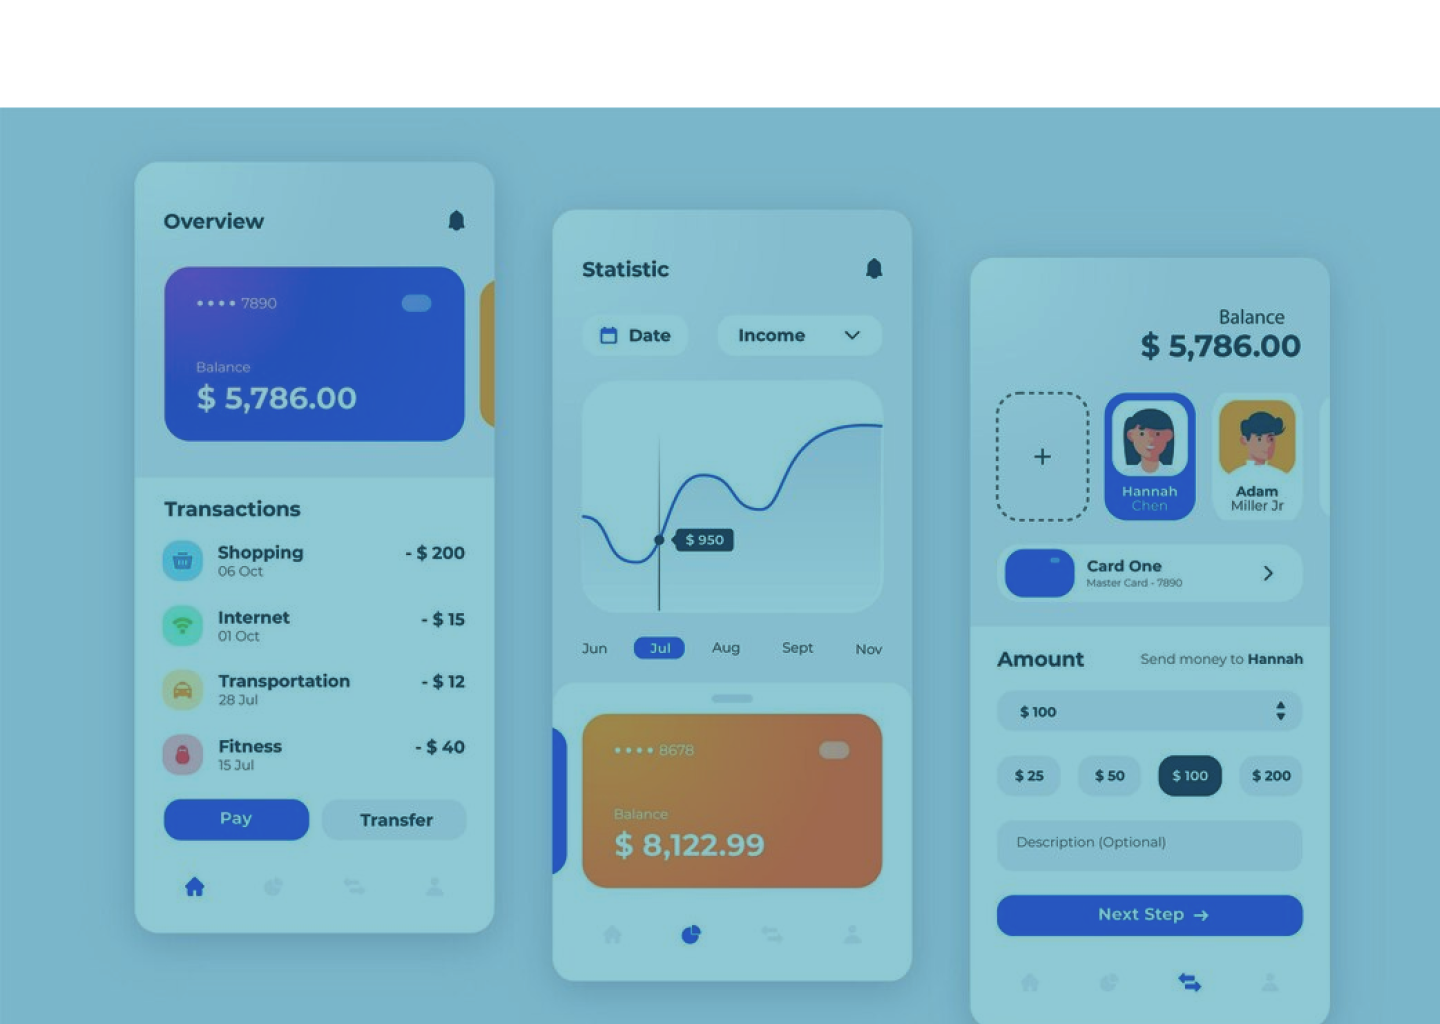 Overview
•••• 7890
Balance
$ 5,786.00
Transactions
Shopping
- $ 200
06 Oct
Internet
- $ 15
01 Oct
Transportation
- $ 12
28 Jul
Fitness
- $ 40
15 Jul
Pay
Transfer
Statistic
Date
Income
$ 950
Jun Jul Aug Sept Nov
•••• 8678
Balance
$ 8,122.99
Balance
$ 5,786.00
+
Hannah
Chen
Adam
Miller Jr
Card One
Master Card - 7890
Amount
Send money to Hannah
$ 100
$ 25 $ 50 $ 100 $ 200
Description (Optional)
Next Step →